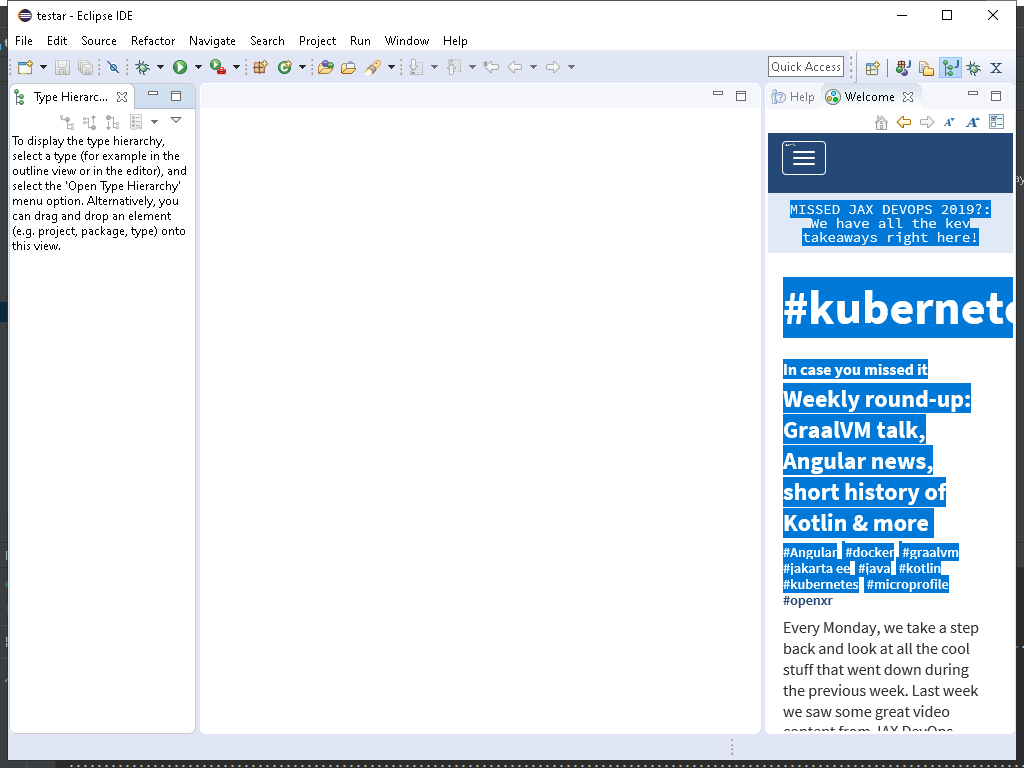 testar - Eclipse IDE
File Edit Source Refactor Navigate Search Project Run Window Help
Quick Access
Type Hierarc...
Help Welcome
To display the type hierarchy,
select a type (for example in the
outline view or in the editor), and
select the 'Open Type Hierarchy'
menu option. Alternatively, you
can drag and drop an element
(e.g. project, package, type) onto
this view.
MISSED JAX DEVOPS 2019?:
We have all the key
takeaways right here!
#kubernete
In case you missed it
Weekly round-up:
GraalVM talk,
Angular news,
short history of
Kotlin & more
#Angular #docker #graalvm
#jakarta ee #java #kotlin
#kubernetes #microprofile
#openxr
Every Monday, we take a step
back and look at all the cool
stuff that went down during
the previous week. Last week
we saw some great video
content from JAX DevOps